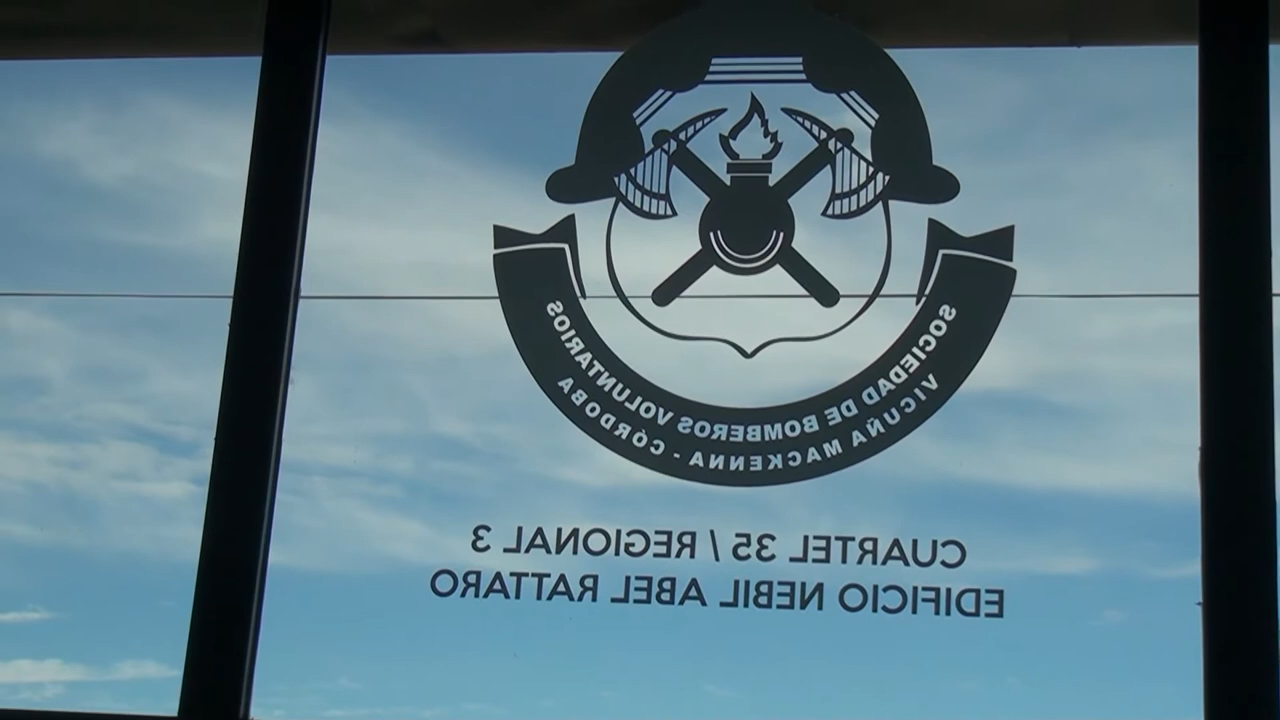 SOCIEDAD DE BOMBEROS VOLUNTARIOS
VICUÑA MACKENNA - CÓRDOBA
CUARTEL 35 / REGIONAL 3
EDIFICIO NEBIL ABEL RATTARO